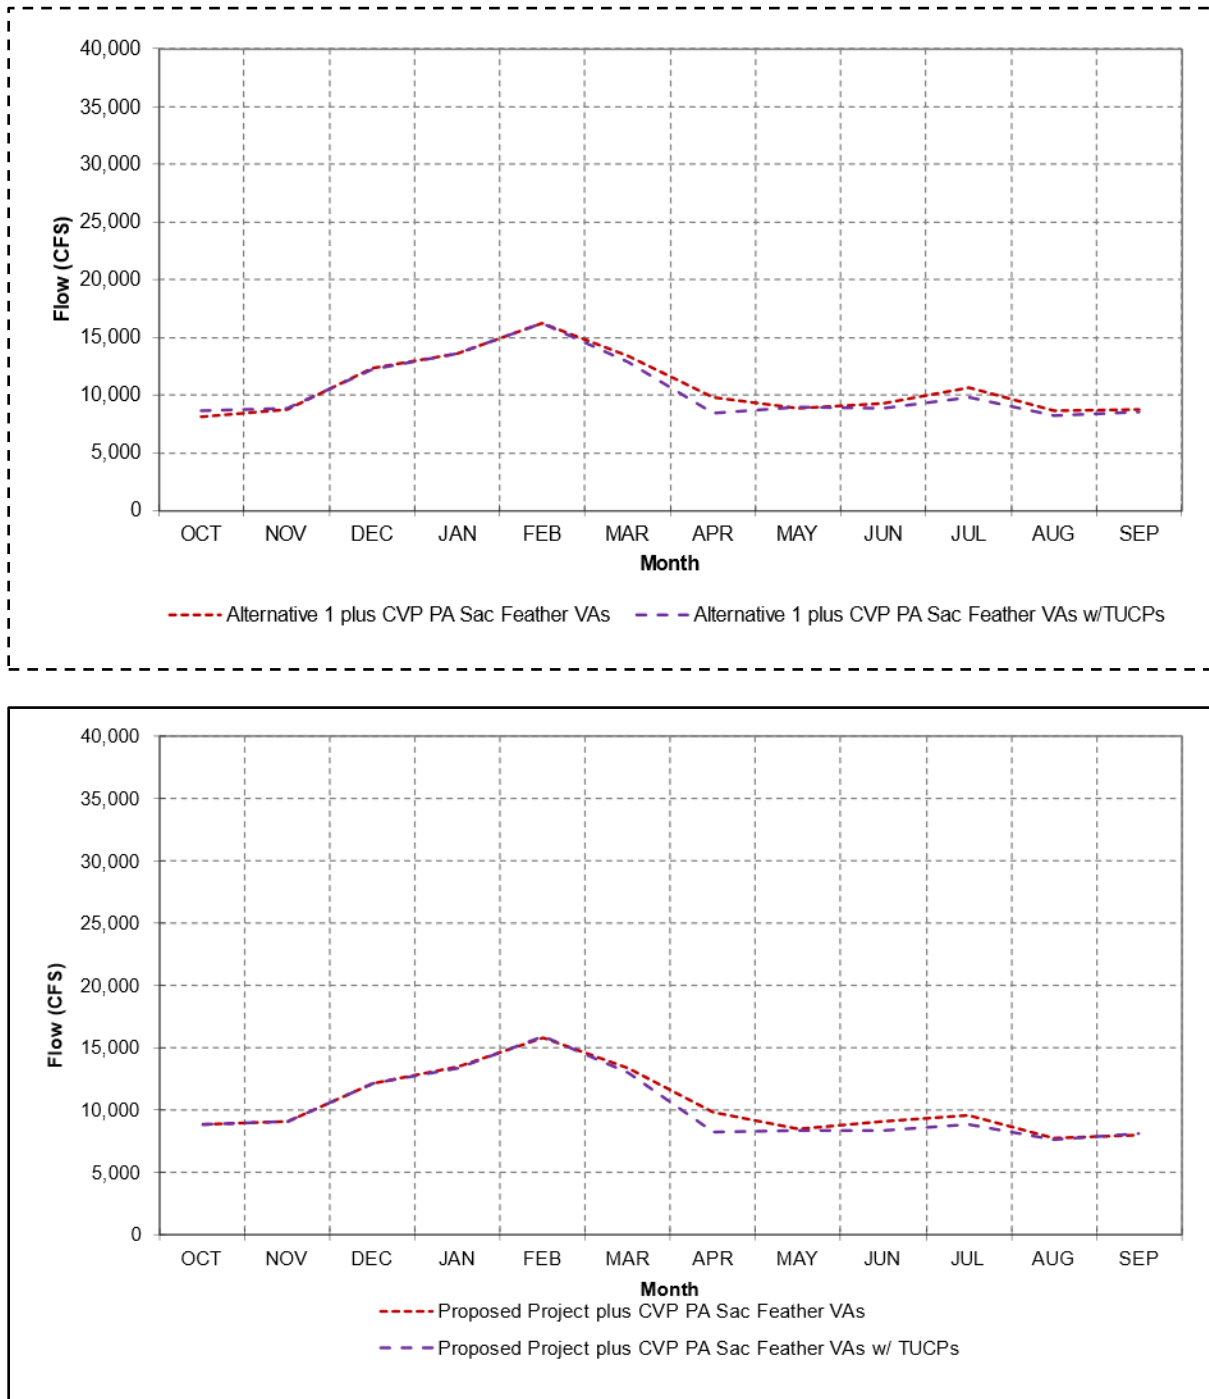 40,000
35,000
30,000
25,000
20,000
15,000
10,000
5,000
0
Flow (CFS)
OCT NOV DEC JAN FEB MAR APR MAY JUN JUL AUG SEP
Month
Alternative 1 plus CVP PA Sac Feather VAs Alternative 1 plus CVP PA Sac Feather VAs w/TUCPs
40,000
35,000
30,000
25,000
20,000
15,000
10,000
5,000
0
Flow (CFS)
OCT NOV DEC JAN FEB MAR APR MAY JUN JUL AUG SEP
Month
Proposed Project plus CVP PA Sac Feather VAs
Proposed Project plus CVP PA Sac Feather VAs w/ TUCPs